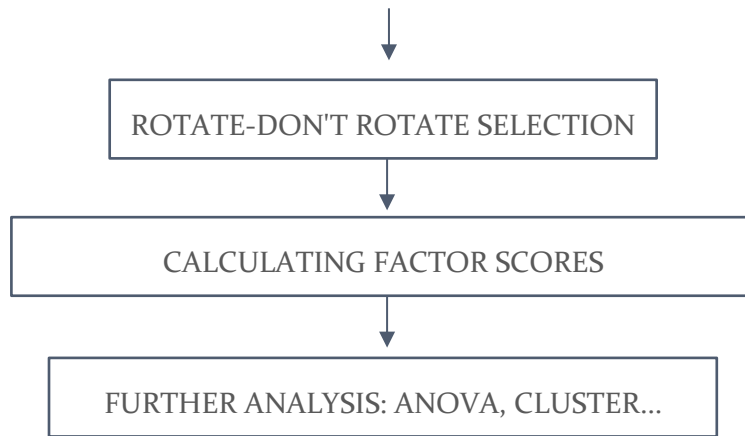 ROTATE-DON'T ROTATE SELECTION
CALCULATING FACTOR SCORES
FURTHER ANALYSIS: ANOVA, CLUSTER...